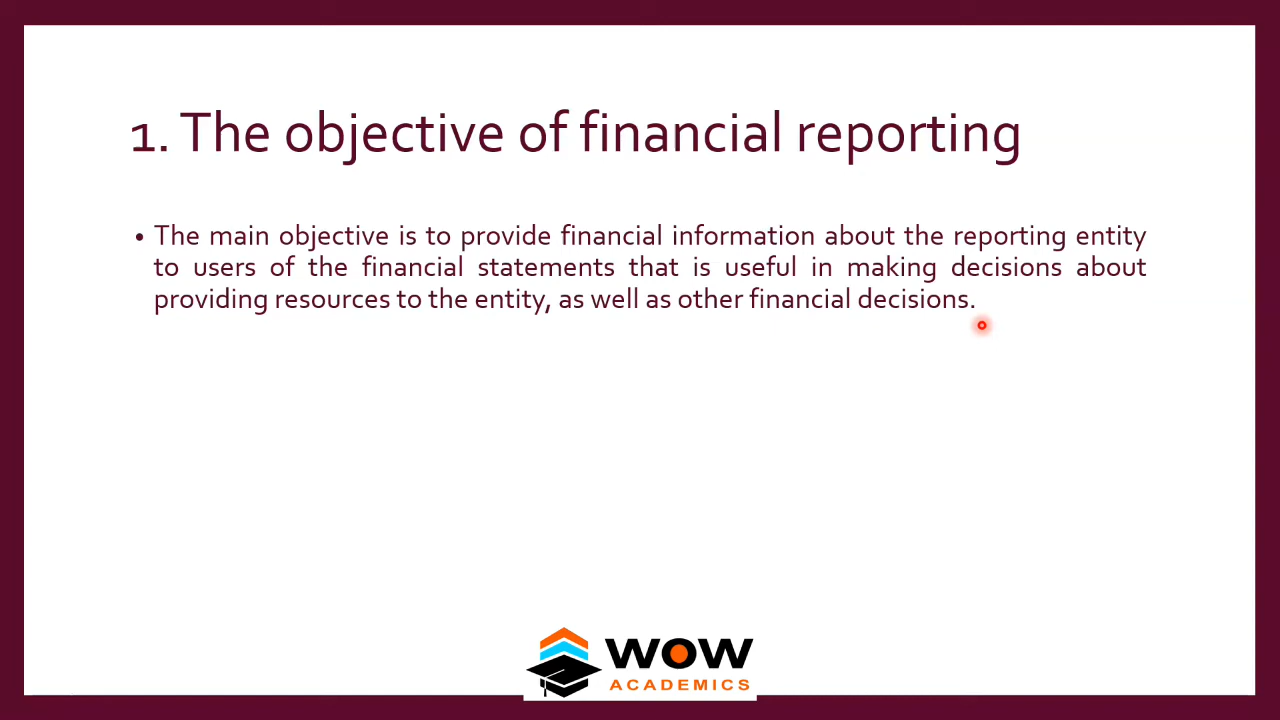 1. The objective of financial reporting
• The main objective is to provide financial information about the reporting entity
to users of the financial statements that is useful in making decisions about
providing resources to the entity, as well as other financial decisions.
WOW
ACADEMICS